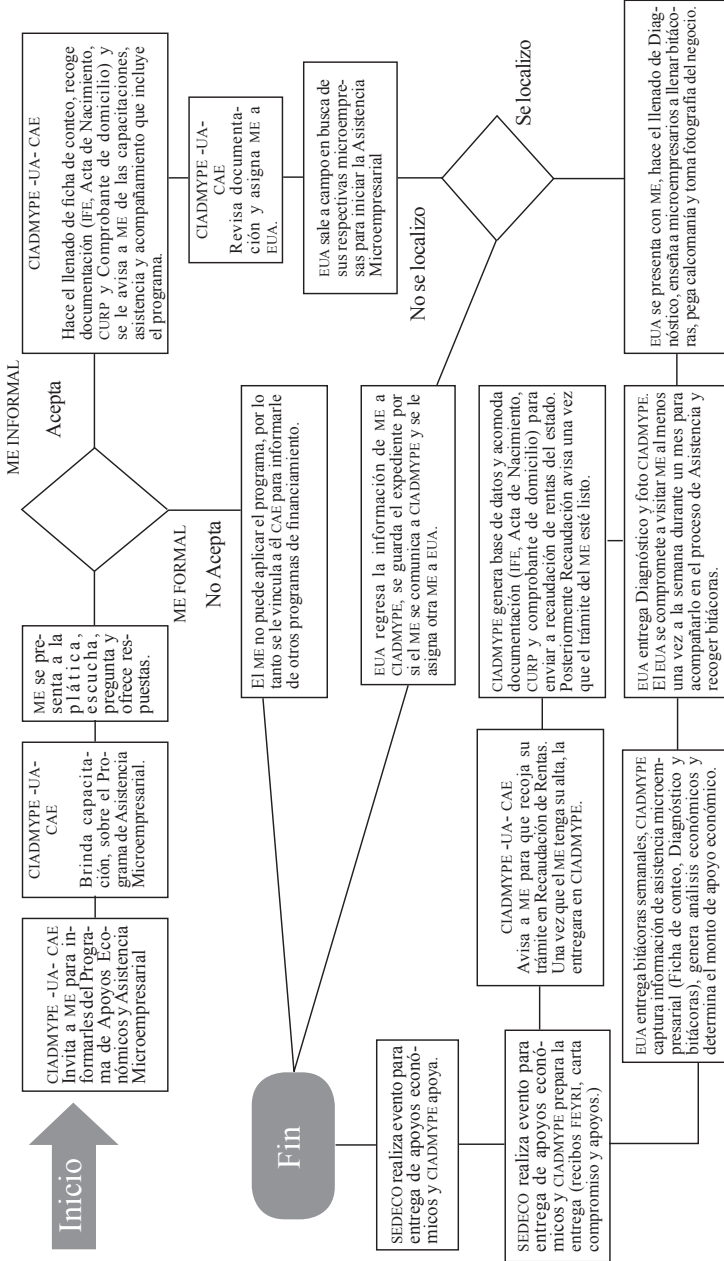 Inicio
CIADMYPE -UA- CAE
Invita a ME para in-
formarles del Progra-
ma de Apoyos Eco-
nómicos y Asistencia
Microempresarial
CIADMYPE -UA-
CAE
Brinda capacita-
ción, sobre el Pro-
grama de Asistencia
Microempresarial.
ME se pre-
senta a la
plática,
escucha,
pregunta y
ofrece res-
puestas.
ME INFORMAL
Acepta
ME FORMAL
No Acepta
CIADMYPE -UA- CAE
Hace el llenado de ficha de conteo, recoge
documentación (IFE, Acta de Nacimiento,
CURP y Comprobante de domicilio) y
se le avisa a ME de las capacitaciones,
asistencia y acompañamiento que incluye
el programa.
CIADMYPE -UA-
CAE
Revisa documenta-
ción y asigna ME a
EUA.
EUA sale a campo en busca de
sus respectivas microempre-
sas para iniciar la Asistencia
Microempresarial
No se localizo
Se localizo
El ME no puede aplicar el programa, por lo
tanto se le vincula a él CAE para informarle
de otros programas de financiamiento.
EUA regresa la información de ME a
CIADMYPE, se guarda el expediente por
si el ME se comunica a CIADMYPE y se le
asigna otra ME a EUA.
EUA se presenta con ME, hace el llenado de Diag-
nóstico, enseña a microempresarios a llenar bitáco-
ras, pega calcomanía y toma fotografía del negocio.
EUA entrega Diagnóstico y foto CIADMYPE.
El EUA se compromete a visitar ME al menos
una vez a la semana durante un mes para
acompañarlo en el proceso de Asistencia y
recoger bitácoras.
CIADMYPE genera base de datos y acomoda
documentación (IFE, Acta de Nacimiento,
CURP y comprobante de domicilio) para
enviar a recaudación de rentas del estado.
Posteriormente Recaudación avisa una vez
que el trámite del ME esté listo.
EUA entrega bitácoras semanales, CIADMYPE
captura información de asistencia microem-
presarial (Ficha de conteo, Diagnóstico y
bitácoras), genera análisis económicos y
determina el monto de apoyo económico.
CIADMYPE -UA- CAE
Avisa a ME para que recoja su
trámite en Recaudación de Rentas.
Una vez que el ME tenga su alta, la
entregara en CIADMYPE.
SEDECO realiza evento para
entrega de apoyos econó-
micos y CIADMYPE prepara la
entrega (recibos FEYRI, carta
compromiso y apoyos.)
SEDECO realiza evento para
entrega de apoyos econó-
micos y CIADMYPE apoya.
Fin